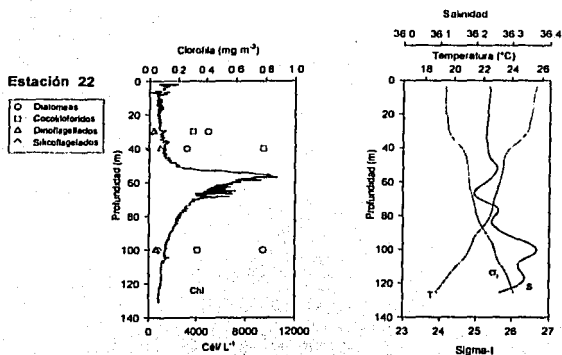 Estación 22
Diatomeas
Cocolitoforidos
Dinoflagelados
Silicoflagelados
Clorofila (mg m⁻³)
0.0 0.2 0.4 0.6 0.8 1.0
Profundidad (m)
0
20
40
60
80
100
120
140
Chl
0 4000 8000 12000
Cél/ L⁻¹
Salinidad
36.0 36.1 36.2 36.3 36.4
Temperatura (°C)
18 20 22 24 26
Profundidad (m)
0
20
40
60
80
100
120
140
T
σt
S
23 24 25 26 27
Sigma-t